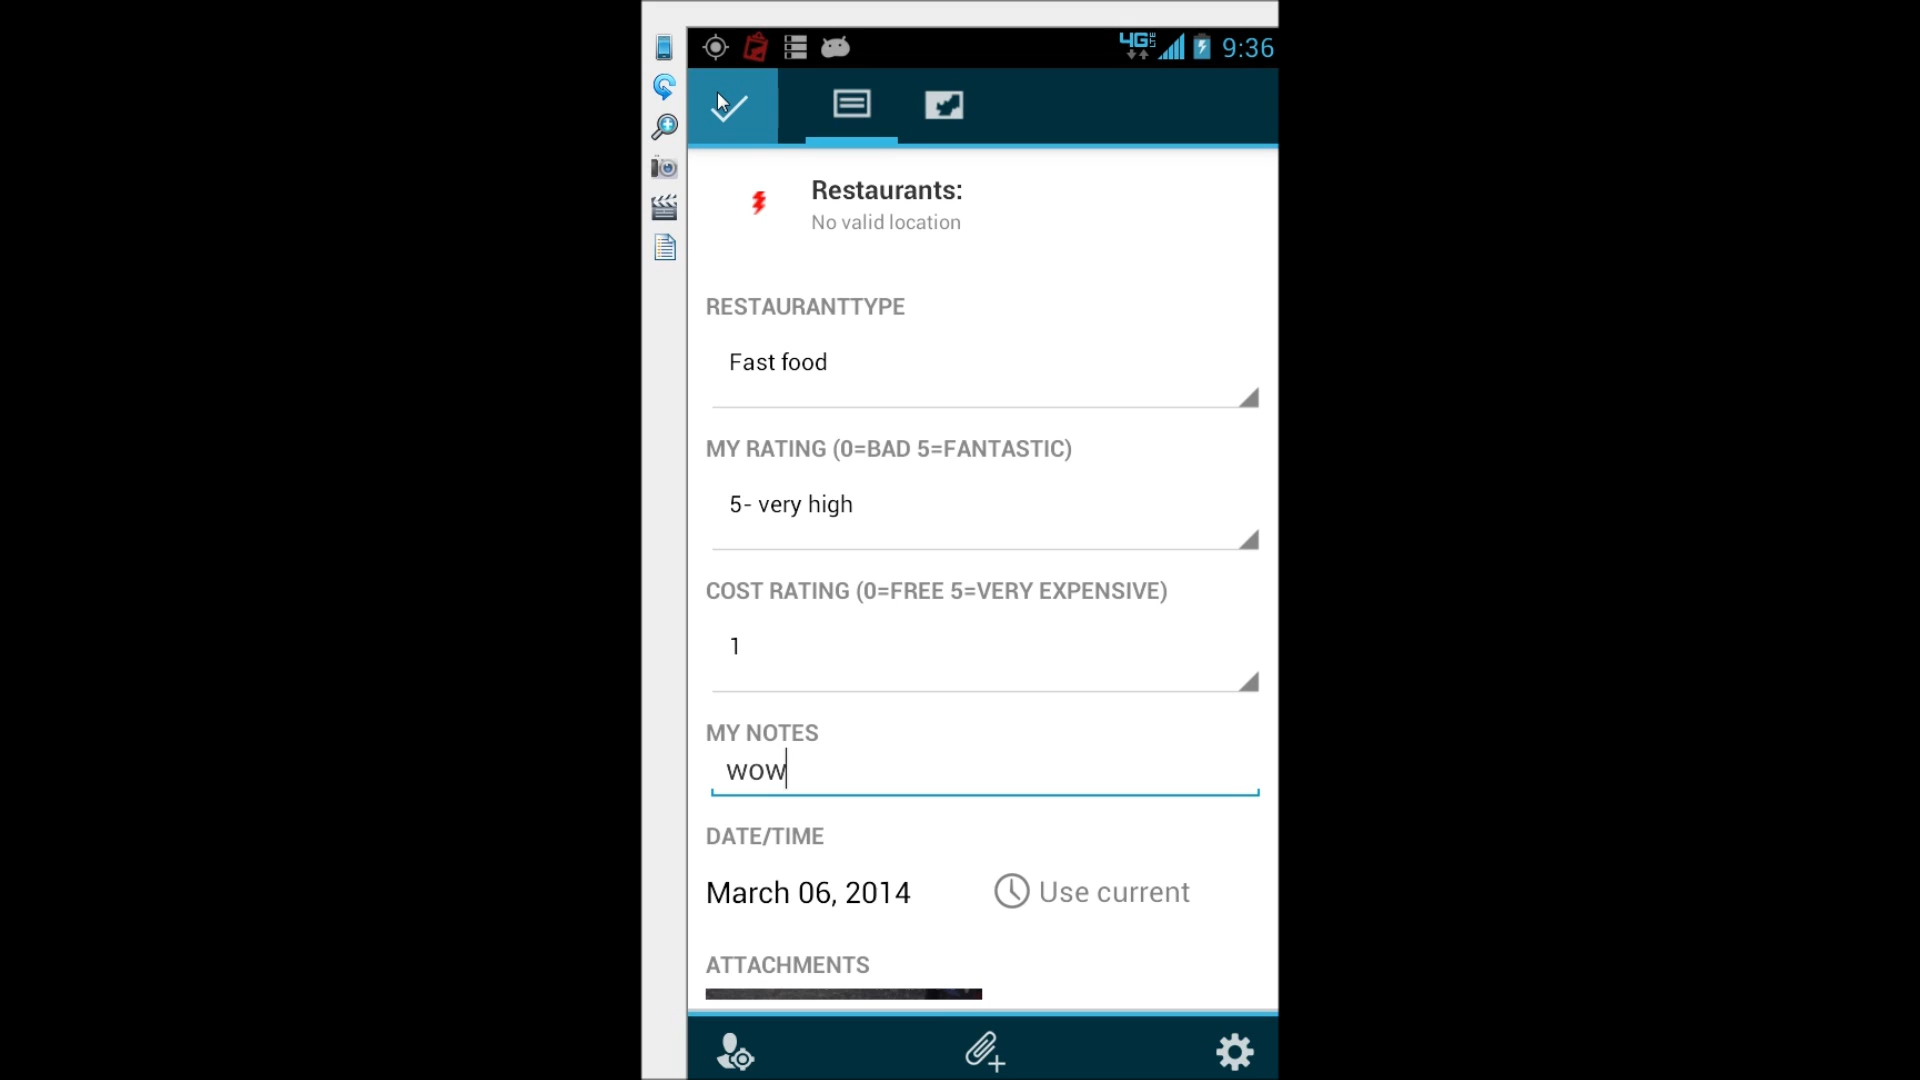 4G LTE 9:36
Restaurants:
No valid location
RESTAURANTTYPE
Fast food
MY RATING (0=BAD 5=FANTASTIC)
5- very high
COST RATING (0=FREE 5=VERY EXPENSIVE)
1
MY NOTES
wow
DATE/TIME
March 06, 2014 Use current
ATTACHMENTS